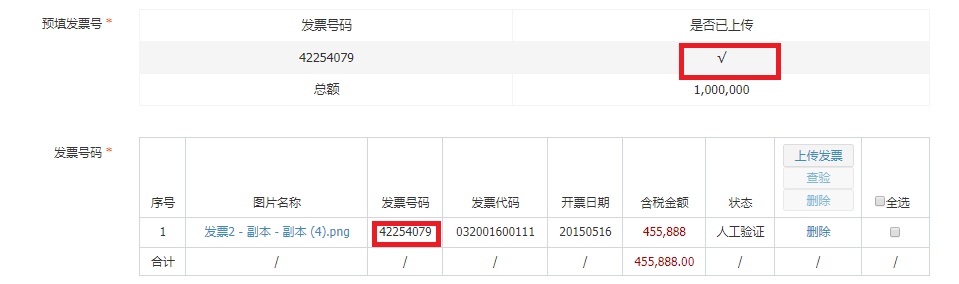 预填发票号 * 发票号码 是否已上传
42254079 √
总额 1,000,000
发票号码 *
上传发票
查验
序号 图片名称 发票号码 发票代码 开票日期 含税金额 状态 删除 全选
1 发票2 - 副本 - 副本 (4).png 42254079 032001600111 20150516 455,888 人工验证 删除
合计 / / / / 455,888.00 / / /